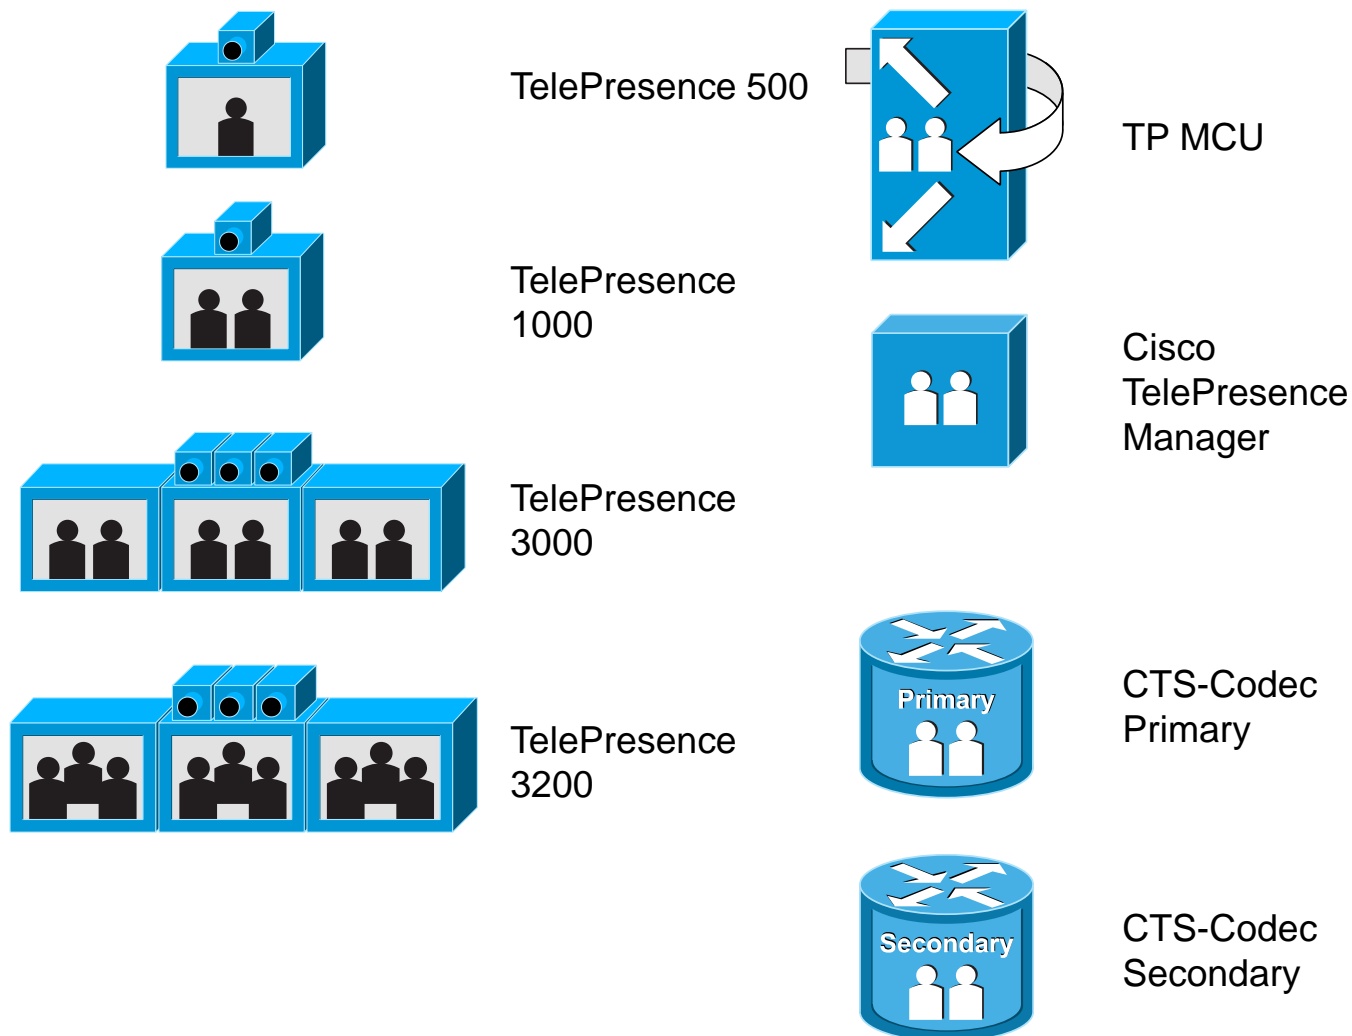 TelePresence 500
TelePresence
1000
TelePresence
3000
TelePresence
3200
TP MCU
Cisco
TelePresence
Manager
Primary
CTS-Codec
Primary
Secondary
CTS-Codec
Secondary